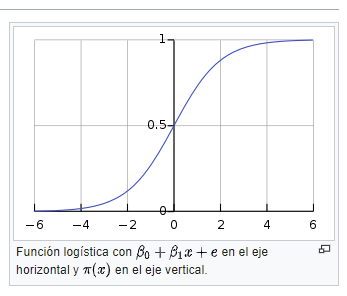 1
0.5
0
−6 −4 −2 0 2 4 6
Función logística con β₀ + β₁x + e en el eje
horizontal y π(x) en el eje vertical.